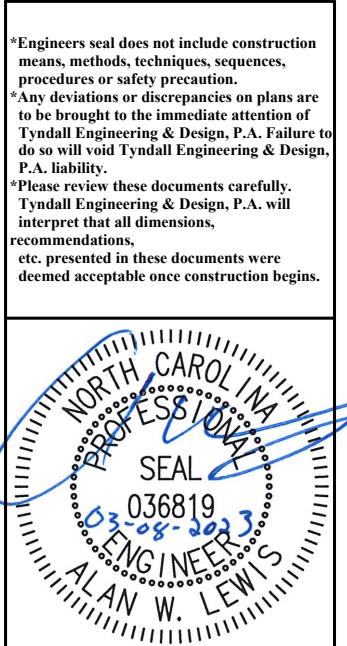 *Engineers seal does not include construction
means, methods, techniques, sequences,
procedures or safety precaution.
*Any deviations or discrepancies on plans are
to be brought to the immediate attention of
Tyndall Engineering & Design, P.A. Failure to
do so will void Tyndall Engineering & Design,
P.A. liability.
*Please review these documents carefully.
Tyndall Engineering & Design, P.A. will
interpret that all dimensions,
recommendations,
etc. presented in these documents were
deemed acceptable once construction begins.
NORTH CAROLINA
PROFESSIONAL
SEAL
036819
03-08-2023
ENGINEER
ALAN W. LEWIS